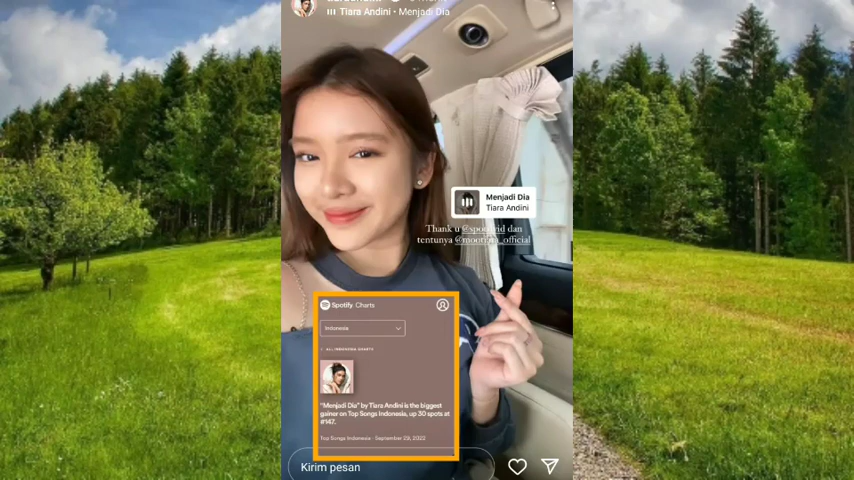 Tiara Andini • Menjadi Dia
Menjadi Dia
Tiara Andini
Thank u @spotifyid dan
tentunya @mootista_official
Spotify Charts
Indonesia
"Menjadi Dia" by Tiara Andini is the biggest
gainer on Top Songs Indonesia, up 30 spots at
#147.
Top Songs Indonesia · September 23, 2022
Kirim pesan